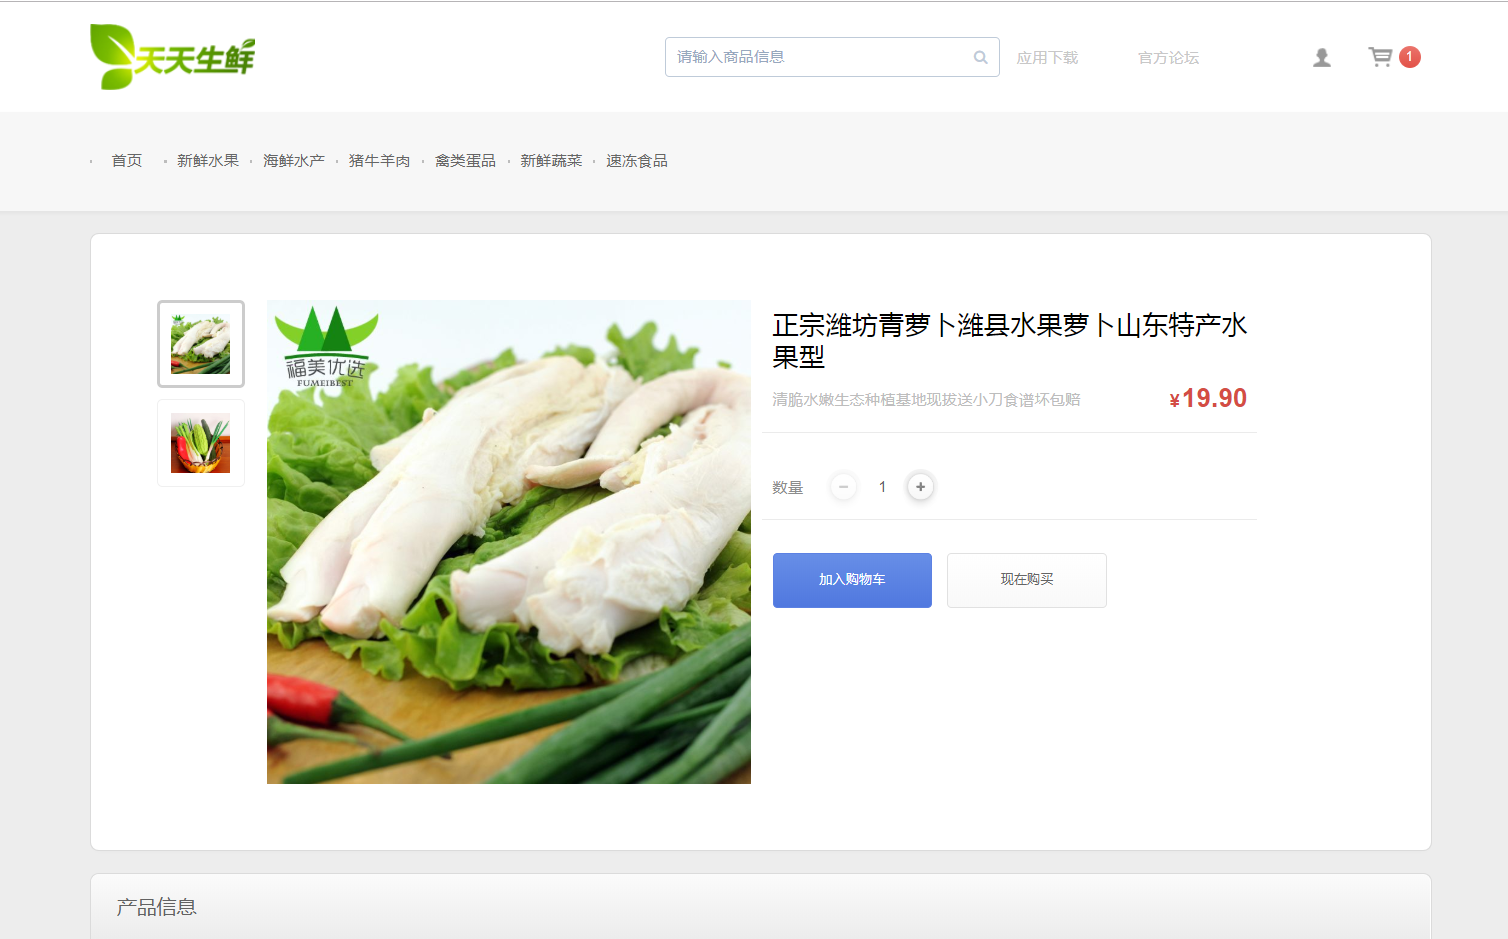 天天生鲜
请输入商品信息
应用下载
官方论坛
1
首页
新鲜水果
海鲜水产
猪牛羊肉
禽类蛋品
新鲜蔬菜
速冻食品
福美优选
FUMEIBEST
正宗潍坊青萝卜潍县水果萝卜山东特产水
果型
清脆水嫩生态种植基地现拔送小刀食谱坏包赔
¥19.90
数量
1
加入购物车
现在购买
产品信息